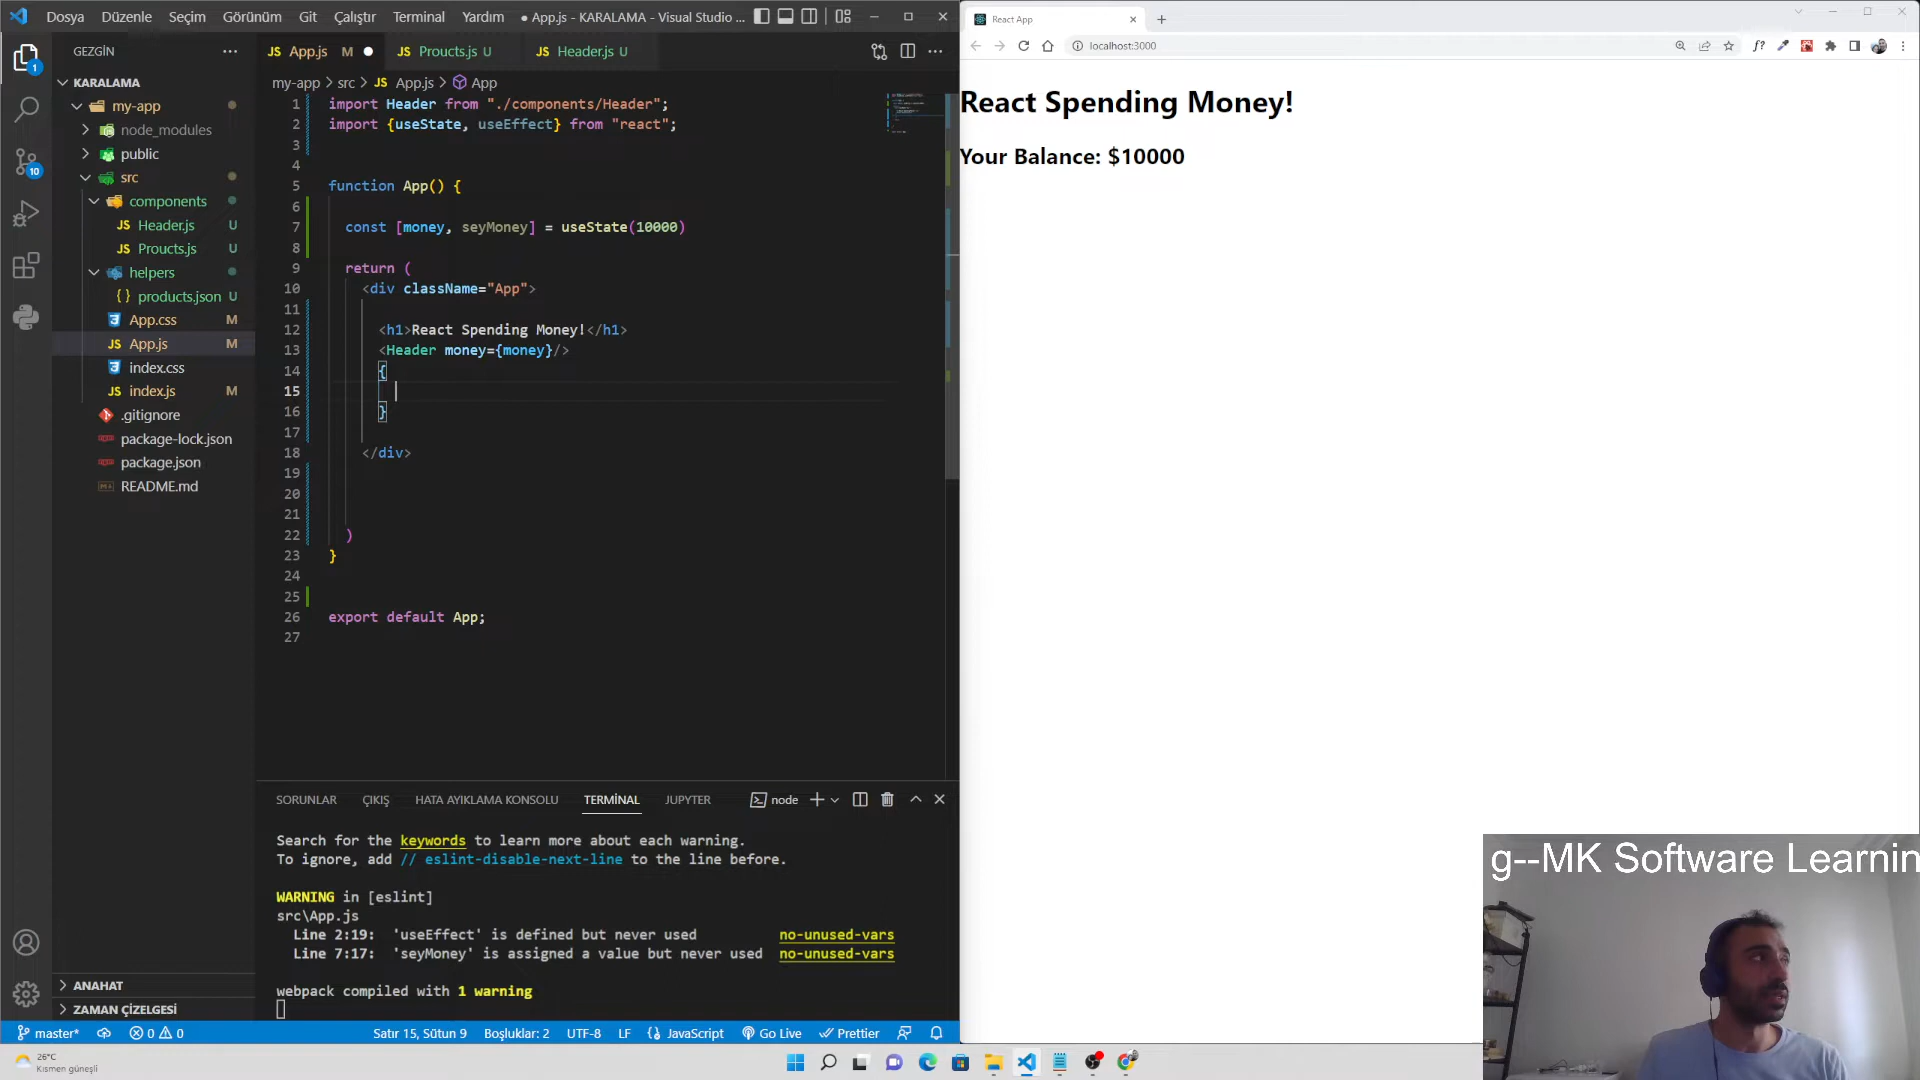 Dosya Düzenle Seçim Görünüm Git Çalıştır Terminal Yardım ● App.js - KARALAMA - Visual Studio ...
GEZGİN
KARALAMA
my-app
node_modules
public
src
components
JS Header.js U
JS Proucts.js U
helpers
{} products.json U
App.css M
JS App.js M
index.css
JS index.js M
.gitignore
package-lock.json
package.json
README.md
ANAHAT
ZAMAN ÇİZELGESİ
1
10
JS App.js M ● JS Proucts.js U JS Header.js U
my-app > src > JS App.js > App
1 import Header from "./components/Header";
2 import {useState, useEffect} from "react";
3
4
5 function App() {
6
7 const [money, seyMoney] = useState(10000)
8
9 return (
10 <div className="App">
11
12 <h1>React Spending Money!</h1>
13 <Header money={money}/>
14 {
15
16 }
17
18 </div>
19
20
21
22 )
23 }
24
25
26 export default App;
27
SORUNLAR ÇIKIŞ HATA AYIKLAMA KONSOLU TERMİNAL JUPYTER node
Search for the keywords to learn more about each warning.
To ignore, add // eslint-disable-next-line to the line before.
WARNING in [eslint]
src\App.js
Line 2:19: 'useEffect' is defined but never used no-unused-vars
Line 7:17: 'seyMoney' is assigned a value but never used no-unused-vars
webpack compiled with 1 warning
master* 0 0 Satır 15, Sütun 9 Boşluklar: 2 UTF-8 LF {} JavaScript Go Live Prettier
26°C
Kısmen güneşli
React App
localhost:3000
f?
React Spending Money!
Your Balance: $10000
g--MK Software Learnin